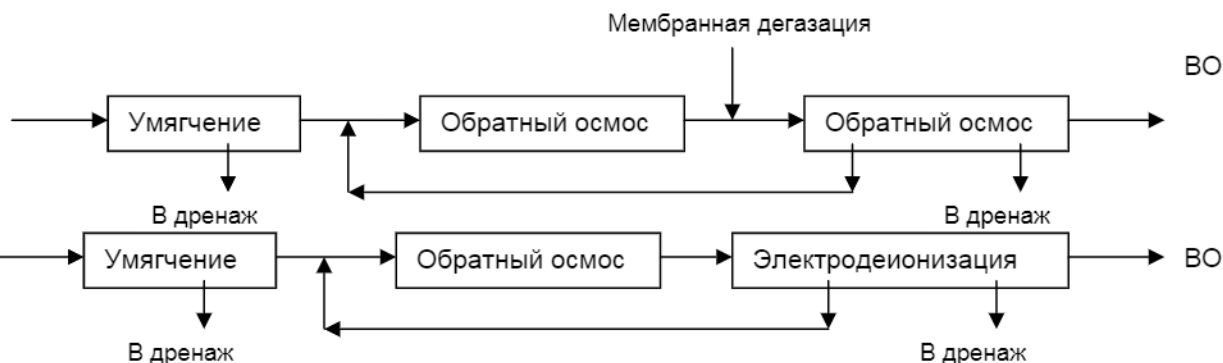 Мембранная дегазация
ВО
Умягчение
Обратный осмос
Обратный осмос
В дренаж
В дренаж
Умягчение
Обратный осмос
Электродеионизация
ВО
В дренаж
В дренаж